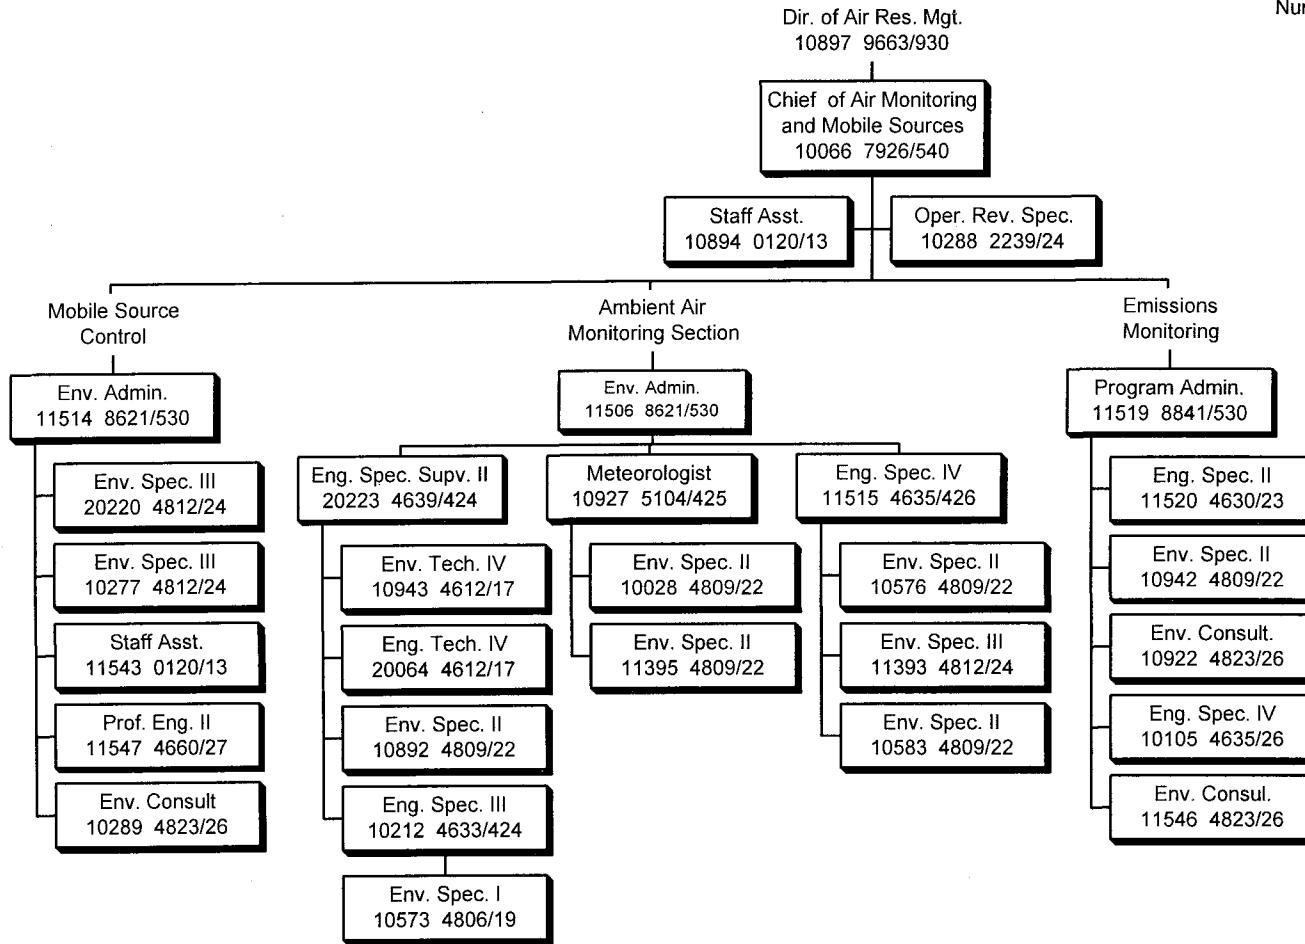 Dir. of Air Res. Mgt.
10897 9663/930
Chief of Air Monitoring
and Mobile Sources
10066 7926/540
Staff Asst.
10894 0120/13
Oper. Rev. Spec.
10288 2239/24
Mobile Source
Control
Env. Admin.
11514 8621/530
Env. Spec. III
20220 4812/24
Env. Spec. III
10277 4812/24
Staff Asst.
11543 0120/13
Prof. Eng. II
11547 4660/27
Env. Consult
10289 4823/26
Ambient Air
Monitoring Section
Env. Admin.
11506 8621/530
Eng. Spec. Supv. II
20223 4639/424
Env. Tech. IV
10943 4612/17
Eng. Tech. IV
20064 4612/17
Env. Spec. II
10892 4809/22
Eng. Spec. III
10212 4633/424
Env. Spec. I
10573 4806/19
Meteorologist
10927 5104/425
Env. Spec. II
10028 4809/22
Env. Spec. II
11395 4809/22
Eng. Spec. IV
11515 4635/426
Env. Spec. II
10576 4809/22
Env. Spec. III
11393 4812/24
Env. Spec. II
10583 4809/22
Emissions
Monitoring
Program Admin.
11519 8841/530
Eng. Spec. II
11520 4630/23
Env. Spec. II
10942 4809/22
Env. Consult.
10922 4823/26
Eng. Spec. IV
10105 4635/26
Env. Consul.
11546 4823/26